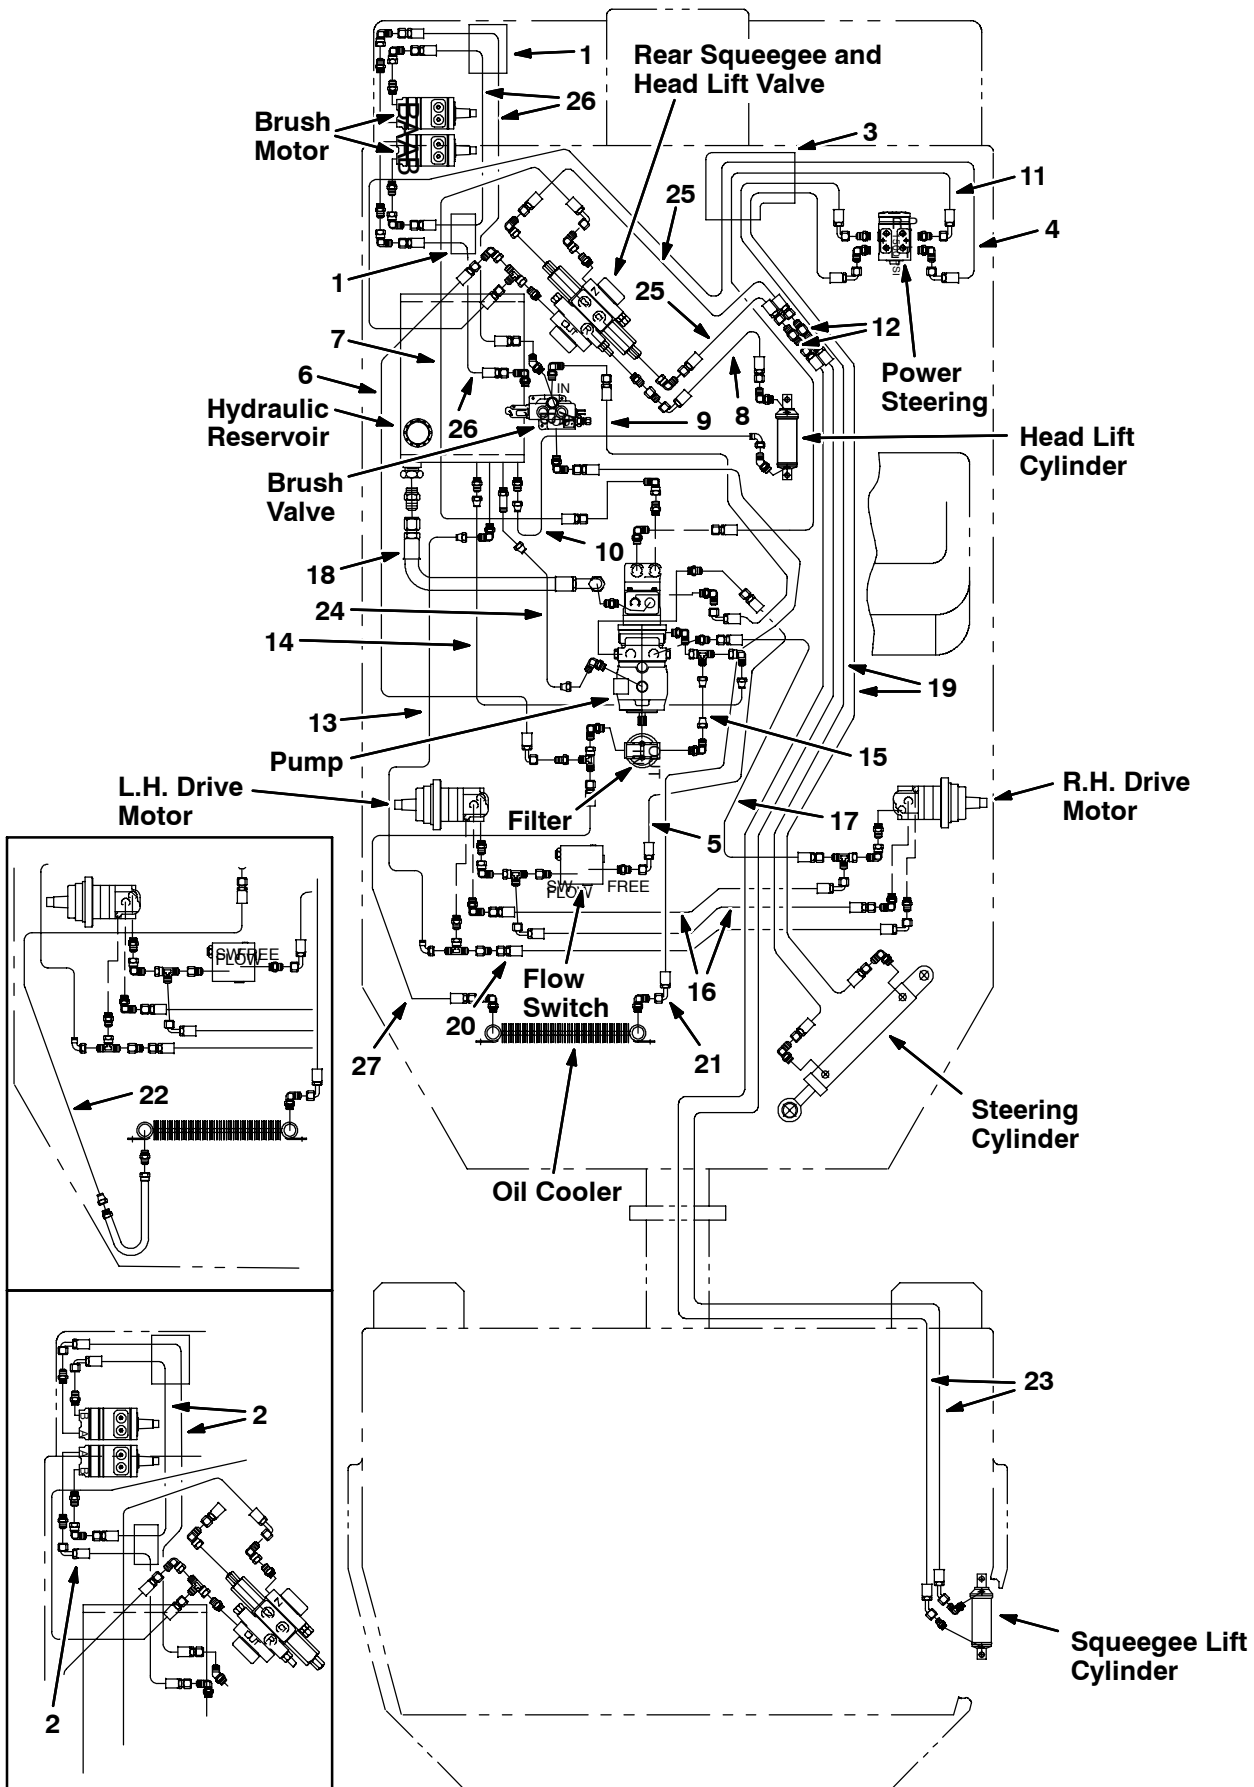 1
Rear Squeegee and
Head Lift Valve
26
Brush
Motor
3
11
25
4
1
25
12
7
6
Power
Steering
IN
8
Hydraulic
Reservoir
26
9
Head Lift
Cylinder
Brush
Valve
10
18
24
14
19
13
15
Pump
L.H. Drive
Motor
R.H. Drive
Motor
Filter
5
17
SW.
FLOW
FREE
SWFREE
FLOW
Flow
Switch
16
20
27
21
22
Steering
Cylinder
Oil Cooler
23
2
Squeegee Lift
Cylinder
2